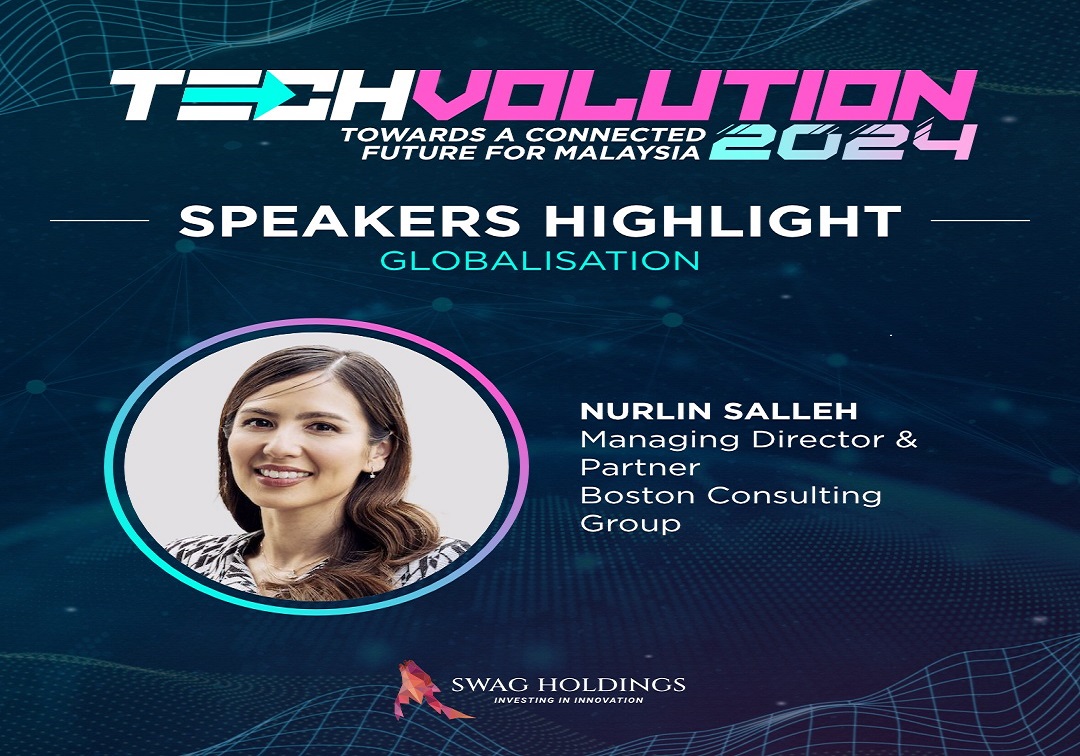 TECHVOLUTION
TOWARDS A CONNECTED
FUTURE FOR MALAYSIA 2024
SPEAKERS HIGHLIGHT
GLOBALISATION
NURLIN SALLEH
Managing Director &
Partner
Boston Consulting
Group
SWAG HOLDINGS
INVESTING IN INNOVATION